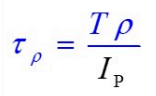 τ_ρ = Tρ / I_P